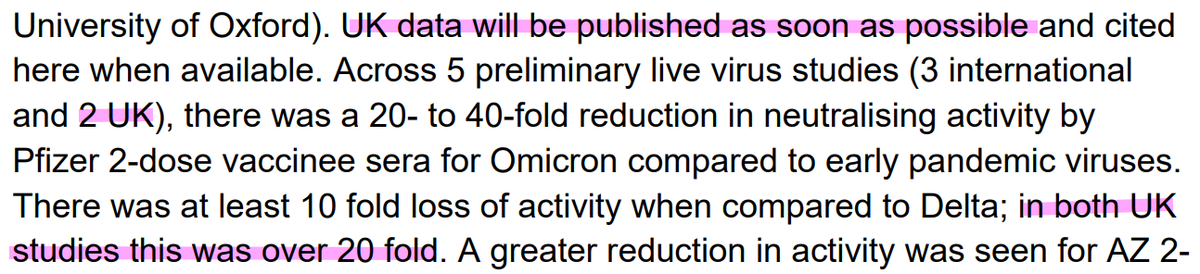 University of Oxford). UK data will be published as soon as possible and cited
here when available. Across 5 preliminary live virus studies (3 international
and 2 UK), there was a 20- to 40-fold reduction in neutralising activity by
Pfizer 2-dose vaccinee sera for Omicron compared to early pandemic viruses.
There was at least 10 fold loss of activity when compared to Delta; in both UK
studies this was over 20 fold. A greater reduction in activity was seen for AZ 2-